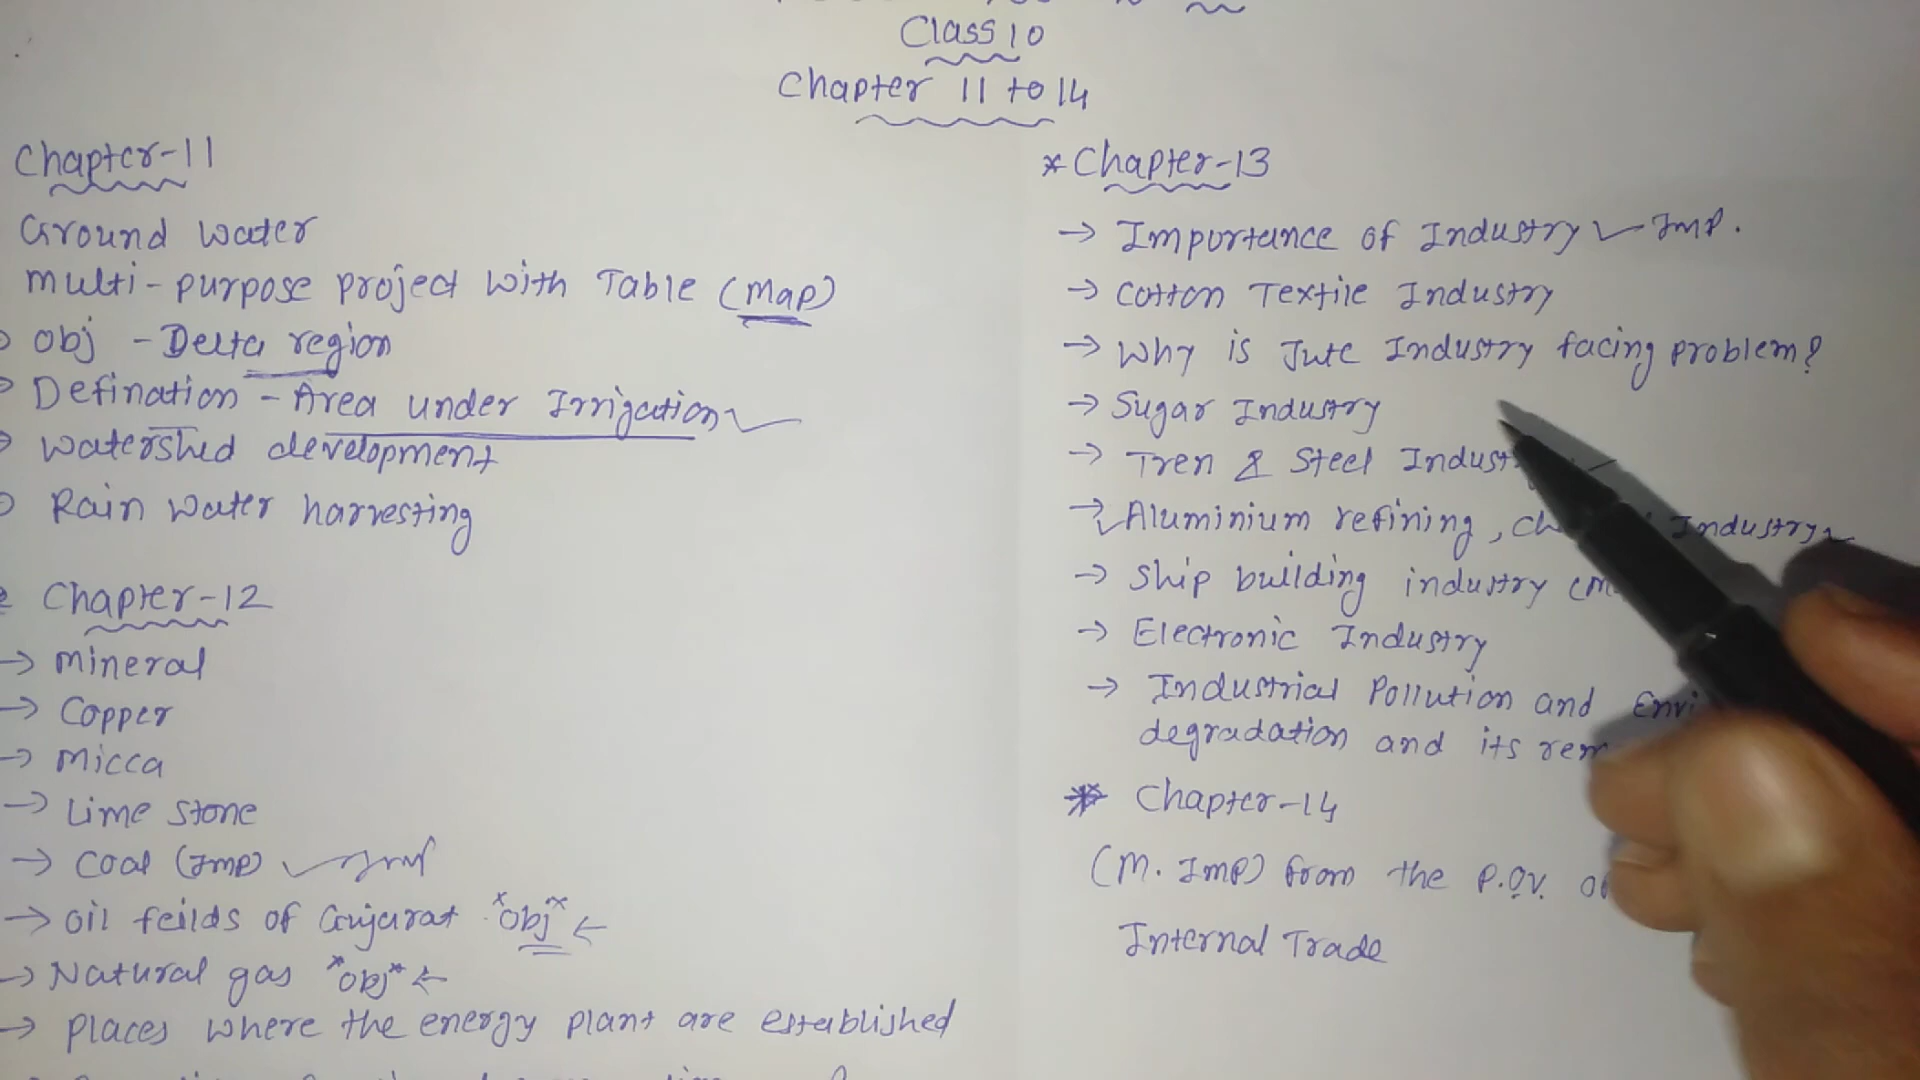 Class 10
Chapter 11 to 14
Chapter-11
Ground water
Multi-purpose project with Table (Map)
Obj - Delta region
Defination - Area under Irrigation
Watershed development
Rain water harvesting
Chapter-12
→ Mineral
→ Copper
→ Micca
→ Lime stone
→ Coal (Imp) Imp
→ Oil feilds of Gujarat *Obj* ←
→ Natural gas *Obj* ←
→ Places where the energy plant are established
* Chapter-13
→ Importance of Industry Imp.
→ Cotton Textile Industry
→ Why is Jute Industry facing problem?
→ Sugar Industry
→ Iren & Steel
→ Aluminium refining, Industry
→ Ship building industry
→ Electronic Industry
→ Industrial Pollution and
degradation and its
* Chapter-14
(M. Imp) from the P.O.V.
Internal Trade